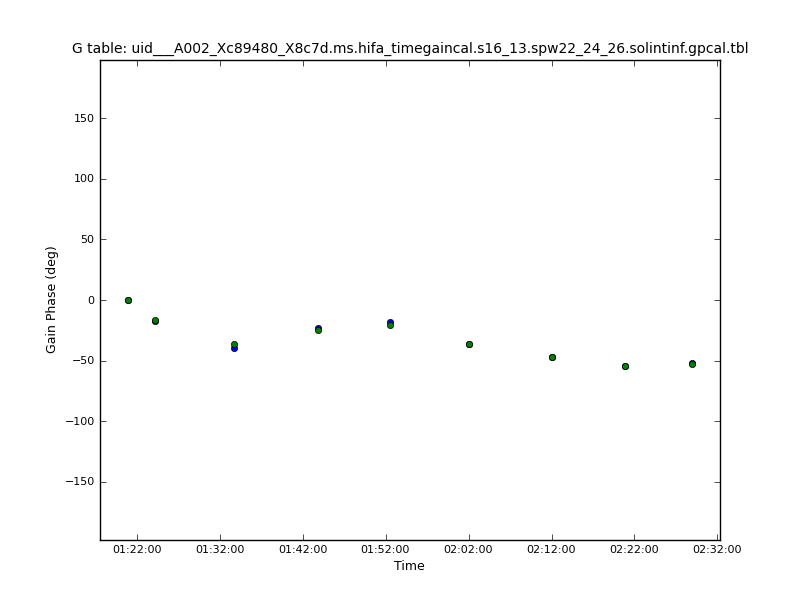 G table: uid___A002_Xc89480_X8c7d.ms.hifa_timegaincal.s16_13.spw22_24_26.solintinf.gpcal.tbl
150
100
50
0
−50
−100
−150
Gain Phase (deg)
01:22:00 01:32:00 01:42:00 01:52:00 02:02:00 02:12:00 02:22:00 02:32:00
Time